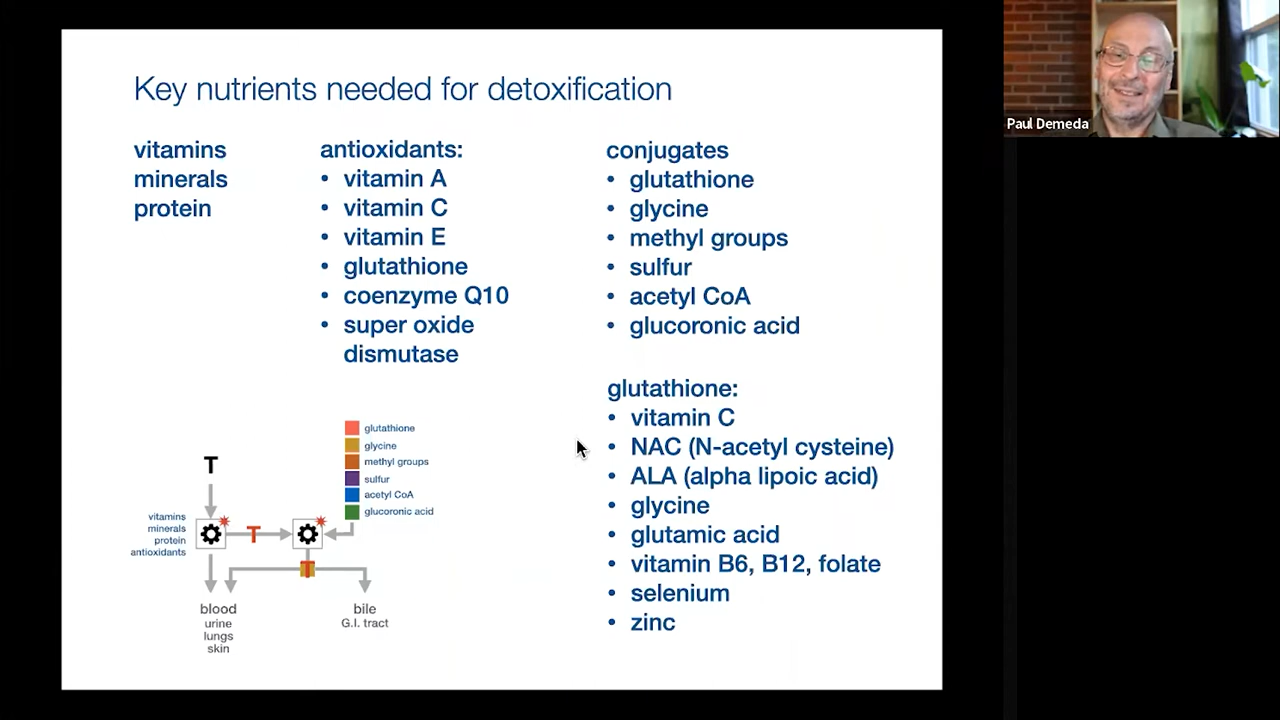 Key nutrients needed for detoxification
vitamins
minerals
protein
antioxidants:
• vitamin A
• vitamin C
• vitamin E
• glutathione
• coenzyme Q10
• super oxide
dismutase
conjugates
• glutathione
• glycine
• methyl groups
• sulfur
• acetyl CoA
• glucoronic acid
glutathione:
• vitamin C
• NAC (N-acetyl cysteine)
• ALA (alpha lipoic acid)
• glycine
• glutamic acid
• vitamin B6, B12, folate
• selenium
• zinc
glutathione
glycine
methyl groups
sulfur
acetyl CoA
glucoronic acid
T
vitamins
minerals
protein
antioxidants
T
T
blood
urine
lungs
skin
bile
G.I. tract
Paul Demeda